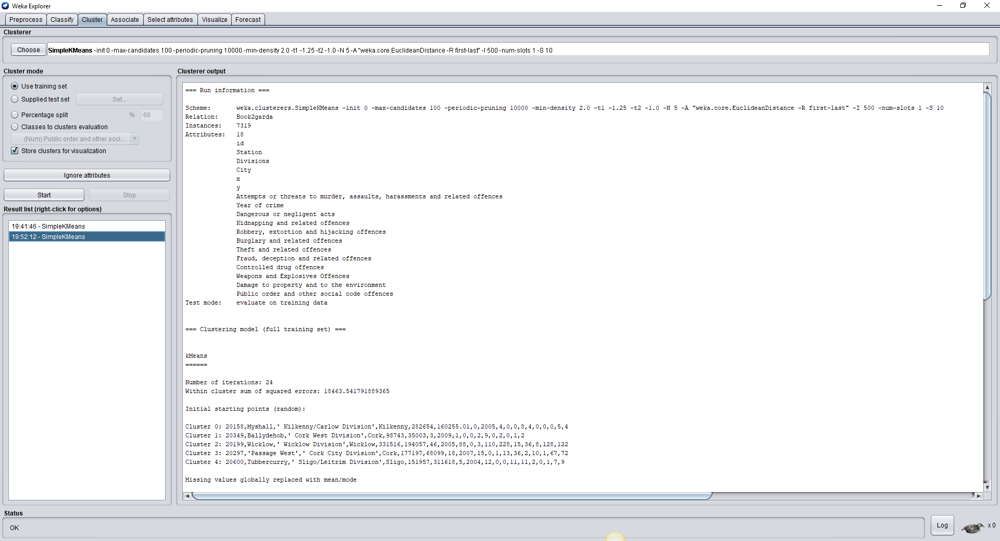 Weka Explorer
Preprocess Classify Cluster Associate Select attributes Visualize Forecast
Clusterer
Choose SimpleKMeans -init 0 -max-candidates 100 -periodic-pruning 10000 -min-density 2.0 -t1 -1.25 -t2 -1.0 -N 5 -A "weka.core.EuclideanDistance -R first-last" -I 500 -num-slots 1 -S 10
Cluster mode
Use training set
Supplied test set Set...
Percentage split % 66
Classes to clusters evaluation
(Num) Public order and other soci...
Store clusters for visualization
Ignore attributes
Start Stop
Result list (right-click for options)
19:41:46 - SimpleKMeans
19:52:12 - SimpleKMeans
Clusterer output
=== Run information ===
Scheme: weka.clusterers.SimpleKMeans -init 0 -max-candidates 100 -periodic-pruning 10000 -min-density 2.0 -t1 -1.25 -t2 -1.0 -N 5 -A "weka.core.EuclideanDistance -R first-last" -I 500 -num-slots 1 -S 10
Relation: Book2garda
Instances: 7319
Attributes: 18
id
Station
Divisions
City
x
y
Attempts or threats to murder, assaults, harassments and related offences
Year of crime
Dangerous or negligent acts
Kidnapping and related offences
Robbery, extortion and hijacking offences
Burglary and related offences
Theft and related offences
Fraud, deception and related offences
Controlled drug offences
Weapons and Explosives Offences
Damage to property and to the environment
Public order and other social code offences
Test mode: evaluate on training data
=== Clustering model (full training set) ===
kMeans
======
Number of iterations: 24
Within cluster sum of squared errors: 18463.541791889365
Initial starting points (random):
Cluster 0: 20158,Myshall,' Kilkenny/Carlow Division',Kilkenny,282654,160255.01,0,2005,4,0,0,8,4,0,0,0,5,4
Cluster 1: 20349,Ballydehob,' Cork West Division',Cork,98743,35003,3,2009,1,0,0,2,9,0,2,0,1,2
Cluster 2: 20199,Wicklow,' Wicklow Division',Wicklow,331516,194057,46,2005,88,0,3,110,228,15,36,8,128,122
Cluster 3: 20297,'Passage West',' Cork City Division',Cork,177197,68099,18,2007,15,0,1,13,36,2,10,1,67,72
Cluster 4: 20600,Tubbercurry,' Sligo/Leitrim Division',Sligo,151957,311618,5,2004,12,0,0,11,11,2,0,1,7,9
Missing values globally replaced with mean/mode
Status
OK
Log x 0